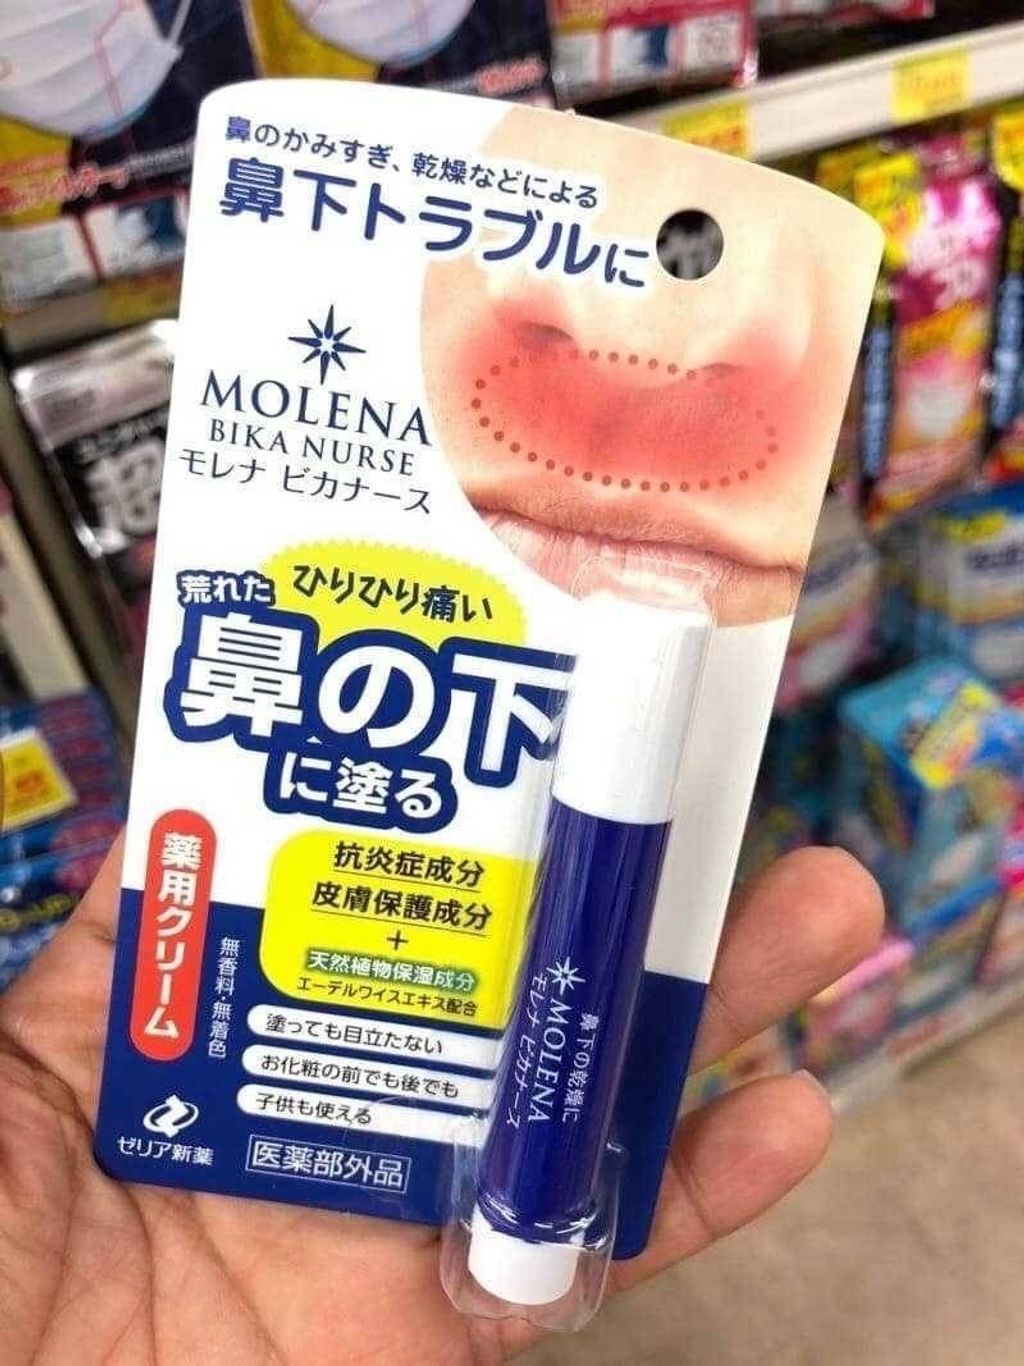 鼻のかみすぎ、乾燥などによる
鼻下トラブルに
MOLENA
BIKA NURSE
モレナ ビカナース
荒れた ひりひり痛い
鼻の下
に塗る
薬用クリーム
無香料・無着色
抗炎症成分
皮膚保護成分
+
天然植物保湿成分
エーデルワイスエキス配合
塗っても目立たない
お化粧の前でも後でも
子供も使える
ゼリア新薬
医薬部外品
鼻下の乾燥に
MOLENA
モレナ ビカナース